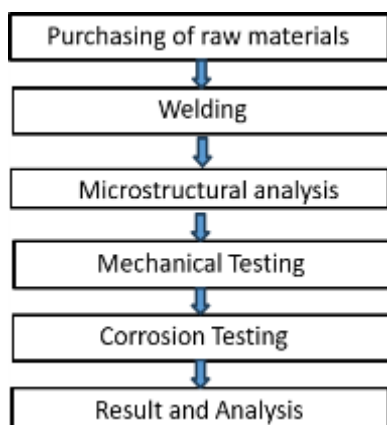 Purchasing of raw materials
Welding
Microstructural analysis
Mechanical Testing
Corrosion Testing
Result and Analysis